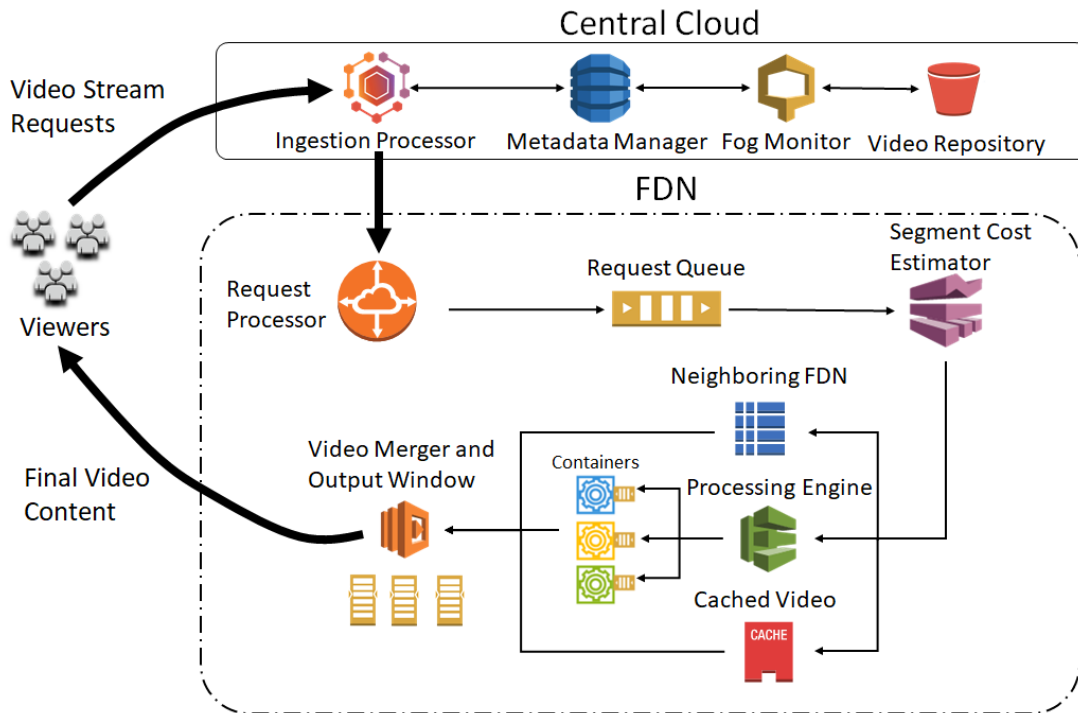 Central Cloud
Video Stream
Requests
Ingestion Processor
Metadata Manager
Fog Monitor
Video Repository
FDN
Viewers
Request
Processor
Request Queue
Segment Cost
Estimator
Neighboring FDN
Video Merger and
Output Window
Containers
Processing Engine
Final Video
Content
Cached Video
CACHE